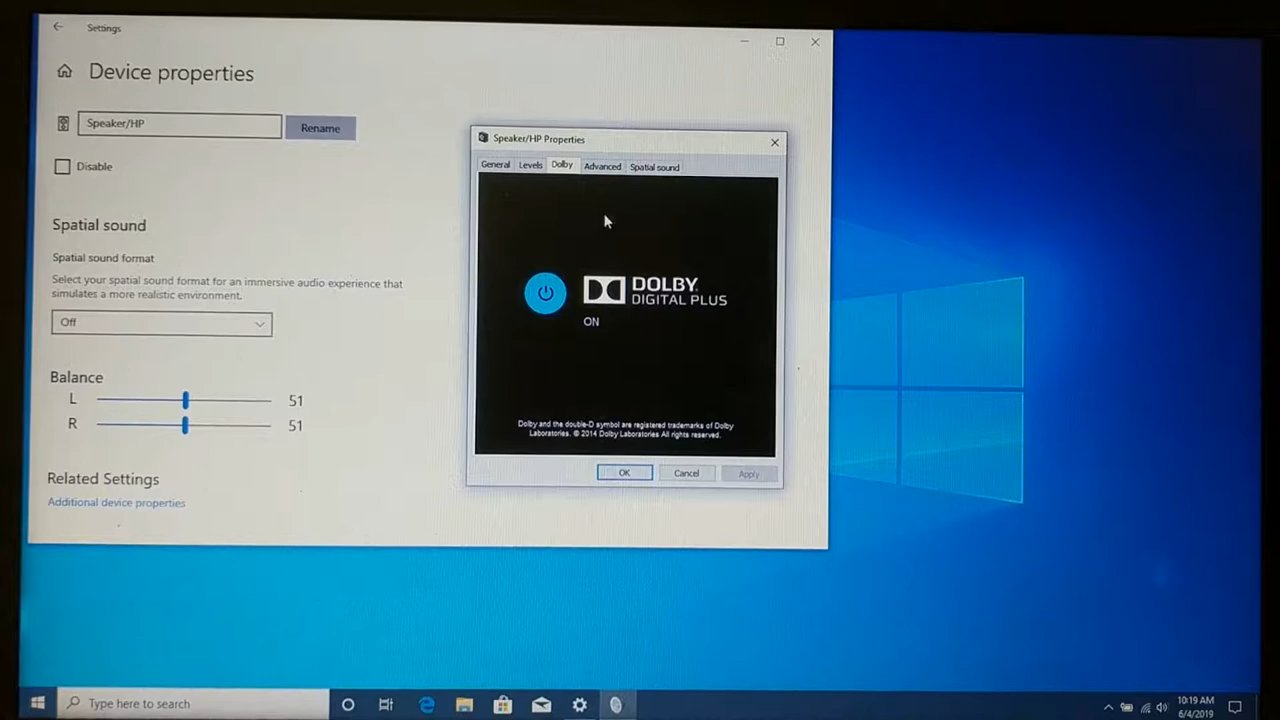 Settings
Device properties
Speaker/HP
Rename
Disable
Spatial sound
Spatial sound format
Select your spatial sound format for an immersive audio experience that
simulates a more realistic environment.
Off
Balance
L
51
R
51
Related Settings
Additional device properties
Speaker/HP Properties
General
Levels
Dolby
Advanced
Spatial sound
DOLBY
DIGITAL PLUS
ON
Dolby and the double-D symbol are registered trademarks of Dolby
Laboratories. © 2014 Dolby Laboratories All rights reserved.
OK
Cancel
Apply
Type here to search
10:19 AM
6/4/2019